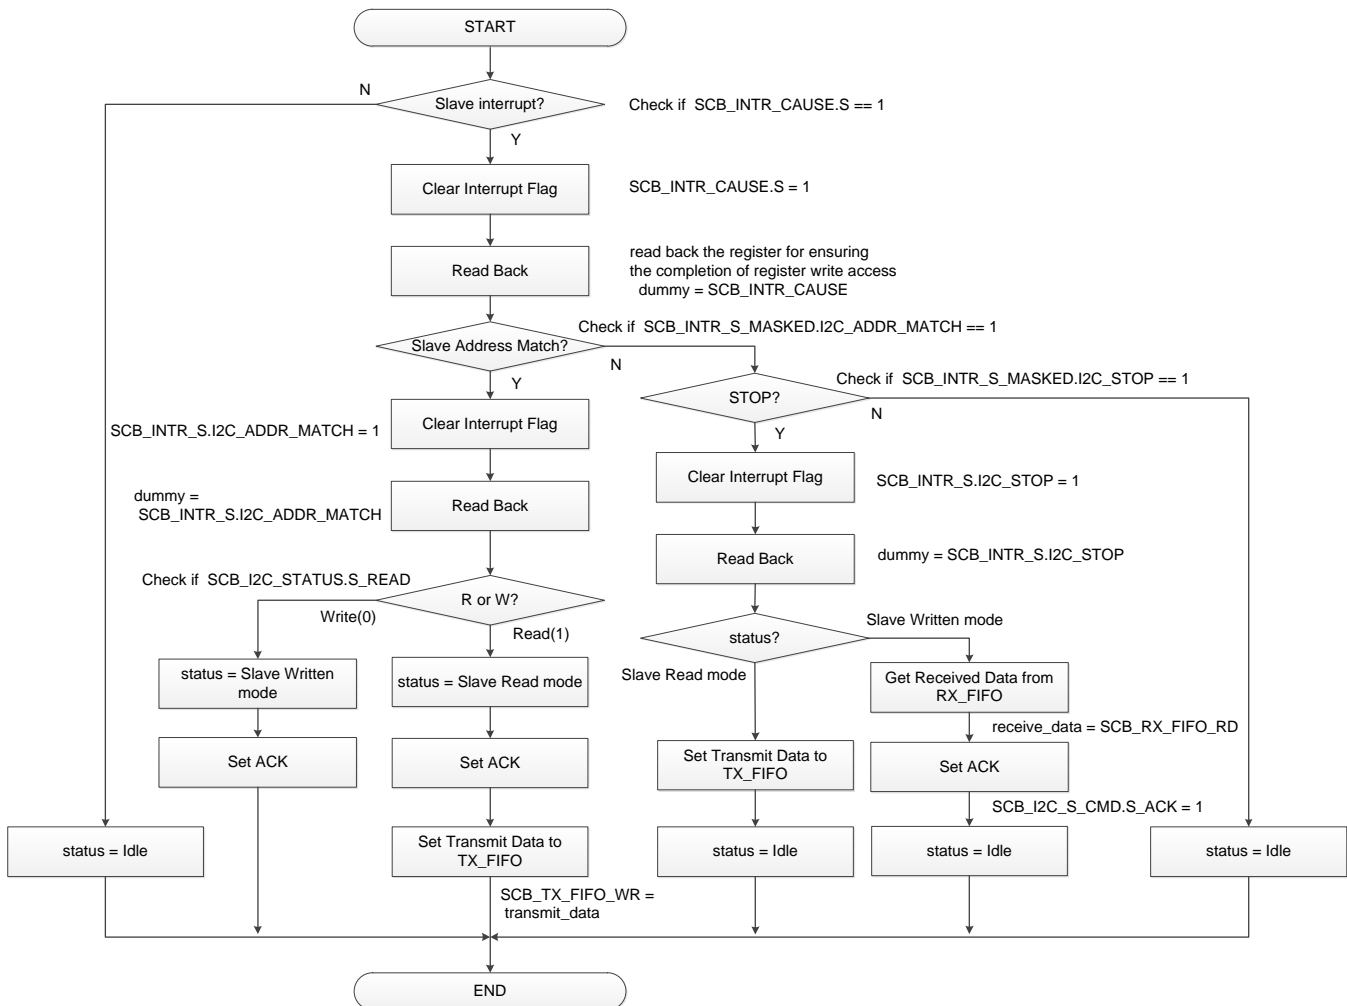 START
N
Slave interrupt?
Check if  SCB_INTR_CAUSE.S == 1
Y
Clear Interrupt Flag
SCB_INTR_CAUSE.S = 1
Read Back
read back the register for ensuring
the completion of register write access
dummy = SCB_INTR_CAUSE
Check if  SCB_INTR_S_MASKED.I2C_ADDR_MATCH == 1
Slave Address Match?
N
Y
Check if  SCB_INTR_S_MASKED.I2C_STOP == 1
STOP?
N
Y
SCB_INTR_S.I2C_ADDR_MATCH = 1
Clear Interrupt Flag
Clear Interrupt Flag
SCB_INTR_S.I2C_STOP = 1
dummy =
SCB_INTR_S.I2C_ADDR_MATCH
Read Back
Read Back
dummy = SCB_INTR_S.I2C_STOP
Check if  SCB_I2C_STATUS.S_READ
R or W?
Write(0)
Read(1)
status?
Slave Written mode
Slave Read mode
status = Slave Written
mode
status = Slave Read mode
Get Received Data from
RX_FIFO
receive_data = SCB_RX_FIFO_RD
Set ACK
Set ACK
Set Transmit Data to
TX_FIFO
Set ACK
SCB_I2C_S_CMD.S_ACK = 1
status = Idle
Set Transmit Data to
TX_FIFO
status = Idle
status = Idle
status = Idle
SCB_TX_FIFO_WR =
transmit_data
END